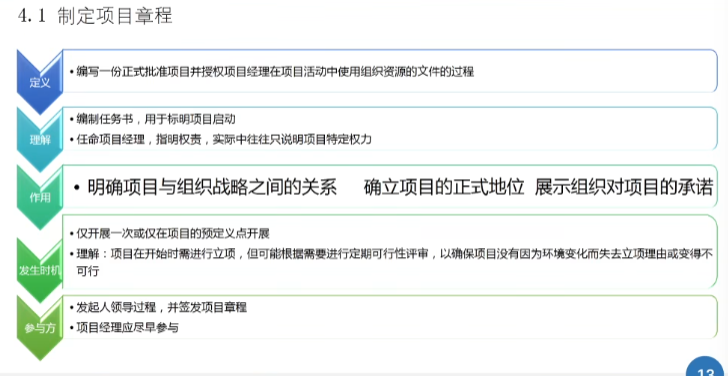 4.1 制定项目章程
定义
•编写一份正式批准项目并授权项目经理在项目活动中使用组织资源的文件的过程
理解
•编制任务书，用于标明项目启动
•任命项目经理，指明权责，实际中往往只说明项目特定权力
作用
•明确项目与组织战略之间的关系 确立项目的正式地位 展示组织对项目的承诺
发生时机
•仅开展一次或仅在项目的预定义点开展
•理解：项目在开始时需进行立项，但可能根据需要进行定期可行性评审，以确保项目没有因为环境变化而失去立项理由或变得不
可行
参与方
•发起人领导过程，并签发项目章程
•项目经理应尽早参与
13